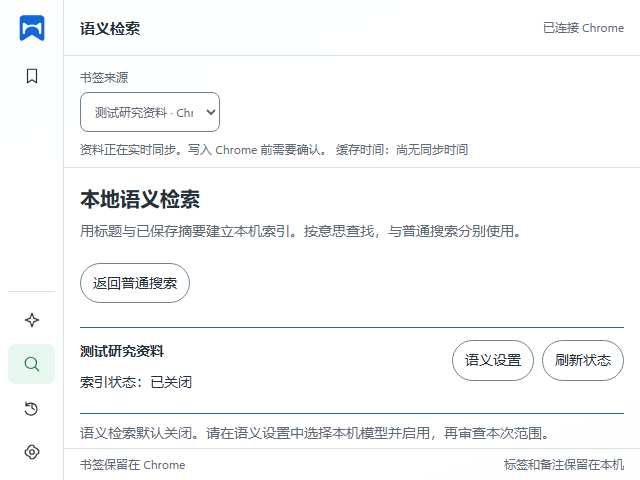 语义检索
已连接 Chrome
书签来源
测试研究资料 · Chr
资料正在实时同步。写入 Chrome 前需要确认。 缓存时间：尚无同步时间
本地语义检索
用标题与已保存摘要建立本机索引。按意思查找，与普通搜索分别使用。
返回普通搜索
测试研究资料
语义设置
刷新状态
索引状态：已关闭
语义检索默认关闭。请在语义设置中选择本机模型并启用，再审查本次范围。
书签保留在 Chrome
标签和备注保留在本机